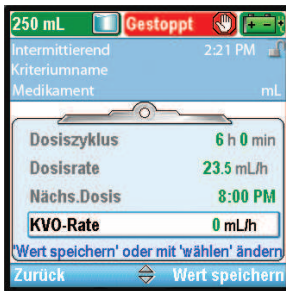 250 mL Gestoppt
Intermittierend 2:21 PM
Kriteriumname
Medikament mL
Dosiszyklus 6 h 0 min
Dosisrate 23.5 mL/h
Nächs.Dosis 8:00 PM
KVO-Rate 0 mL/h
'Wert speichern' oder mit 'wählen' ändern
Zurück Wert speichern